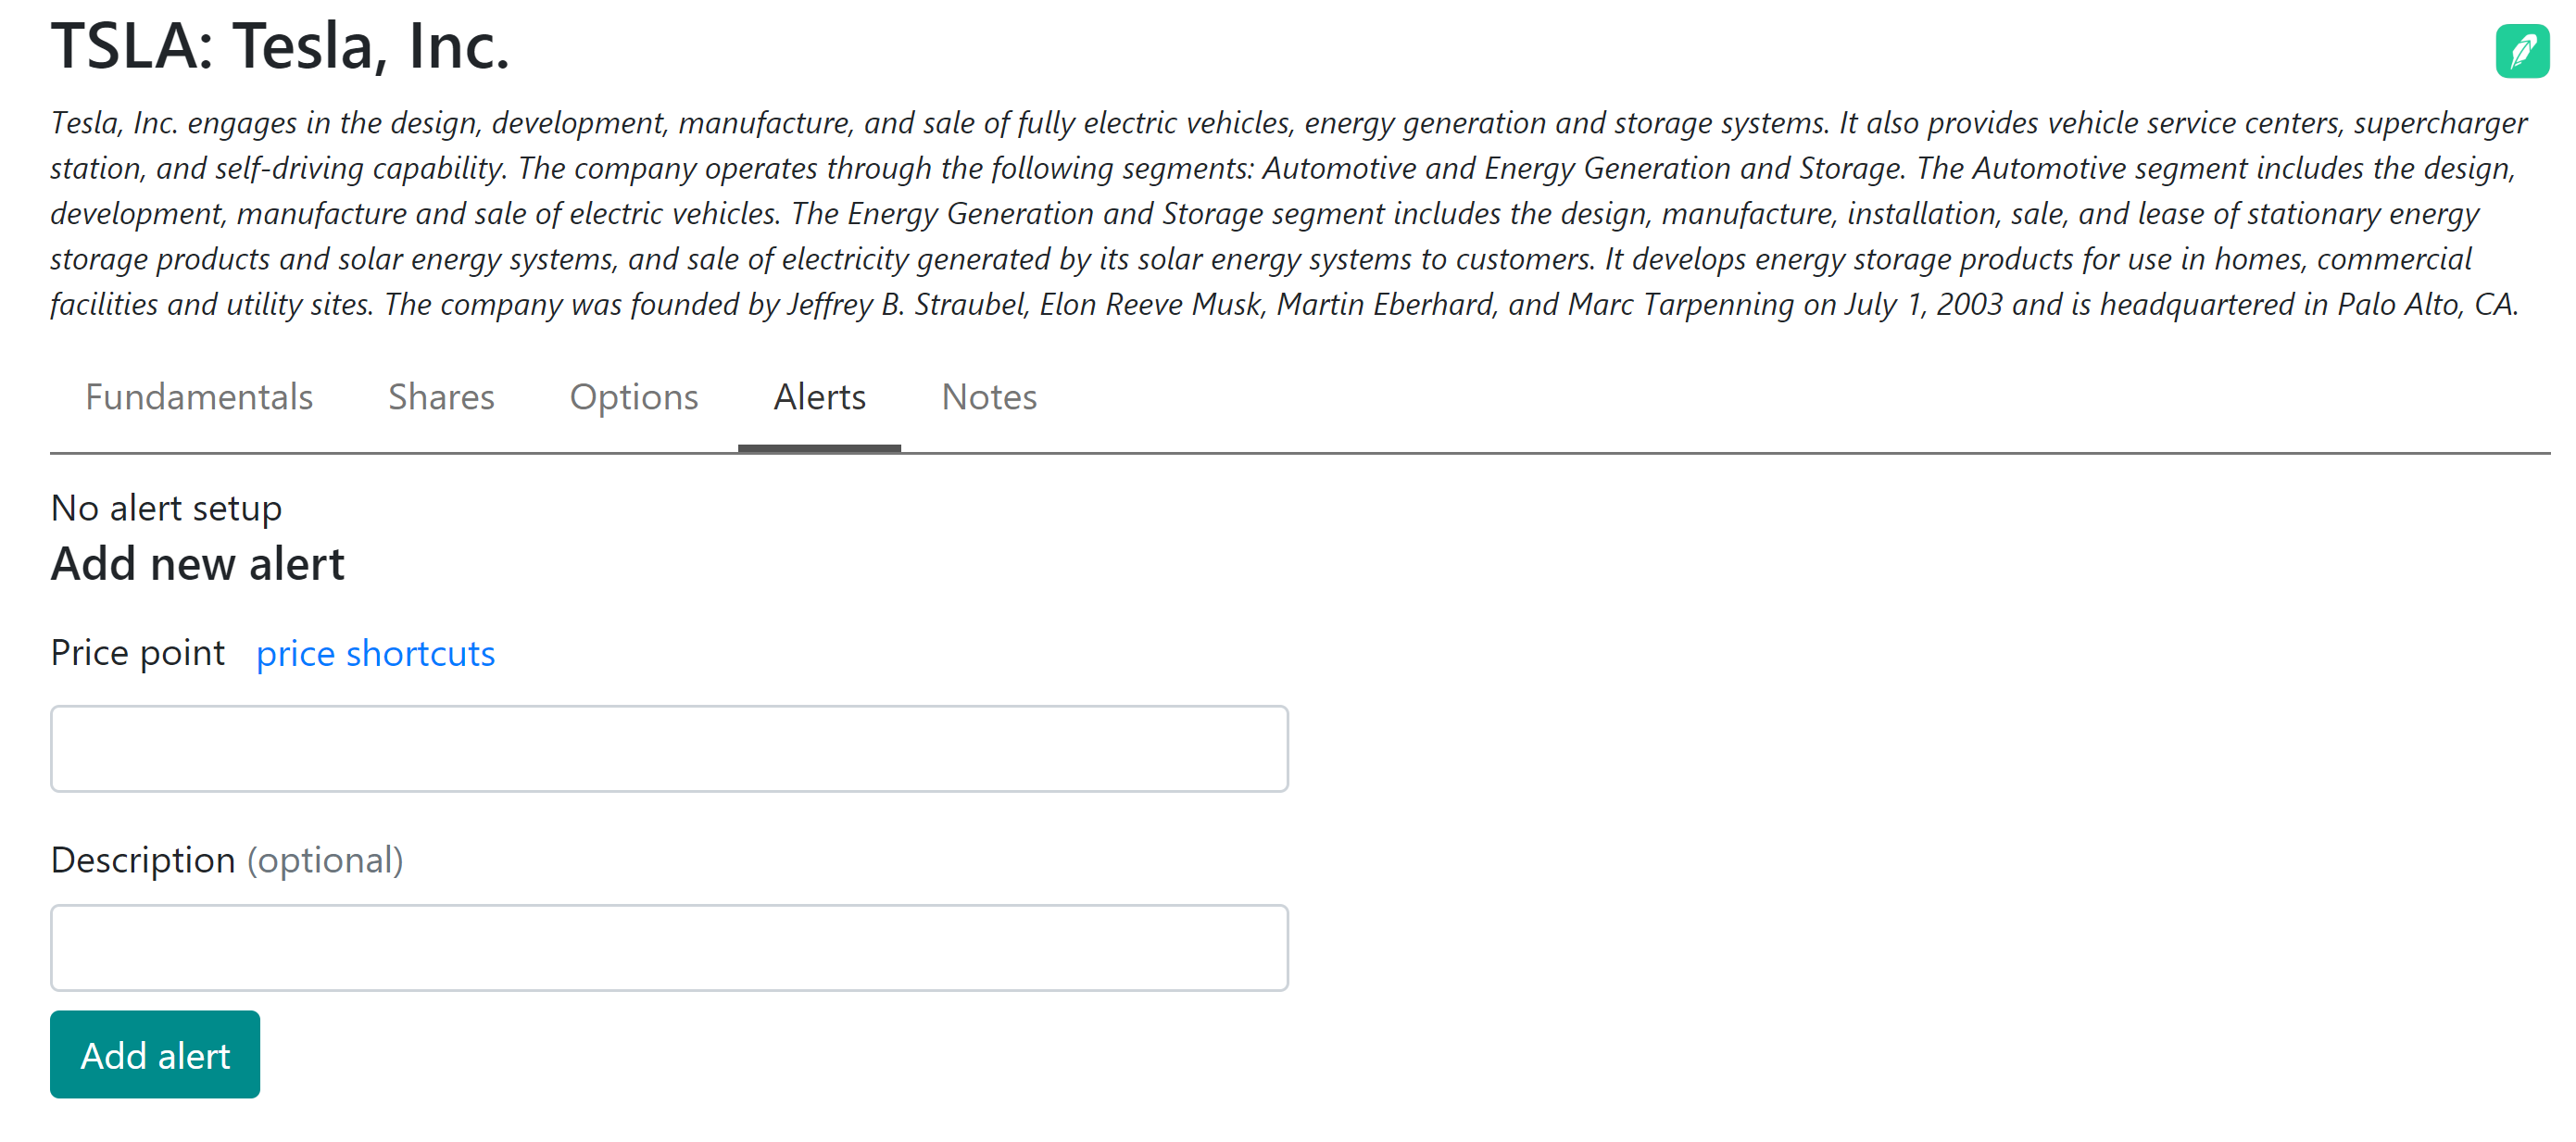 TSLA: Tesla, Inc.
Tesla, Inc. engages in the design, development, manufacture, and sale of fully electric vehicles, energy generation and storage systems. It also provides vehicle service centers, supercharger
station, and self-driving capability. The company operates through the following segments: Automotive and Energy Generation and Storage. The Automotive segment includes the design,
development, manufacture and sale of electric vehicles. The Energy Generation and Storage segment includes the design, manufacture, installation, sale, and lease of stationary energy
storage products and solar energy systems, and sale of electricity generated by its solar energy systems to customers. It develops energy storage products for use in homes, commercial
facilities and utility sites. The company was founded by Jeffrey B. Straubel, Elon Reeve Musk, Martin Eberhard, and Marc Tarpenning on July 1, 2003 and is headquartered in Palo Alto, CA.
Fundamentals Shares Options Alerts Notes
No alert setup
Add new alert
Price point price shortcuts
Description (optional)
Add alert